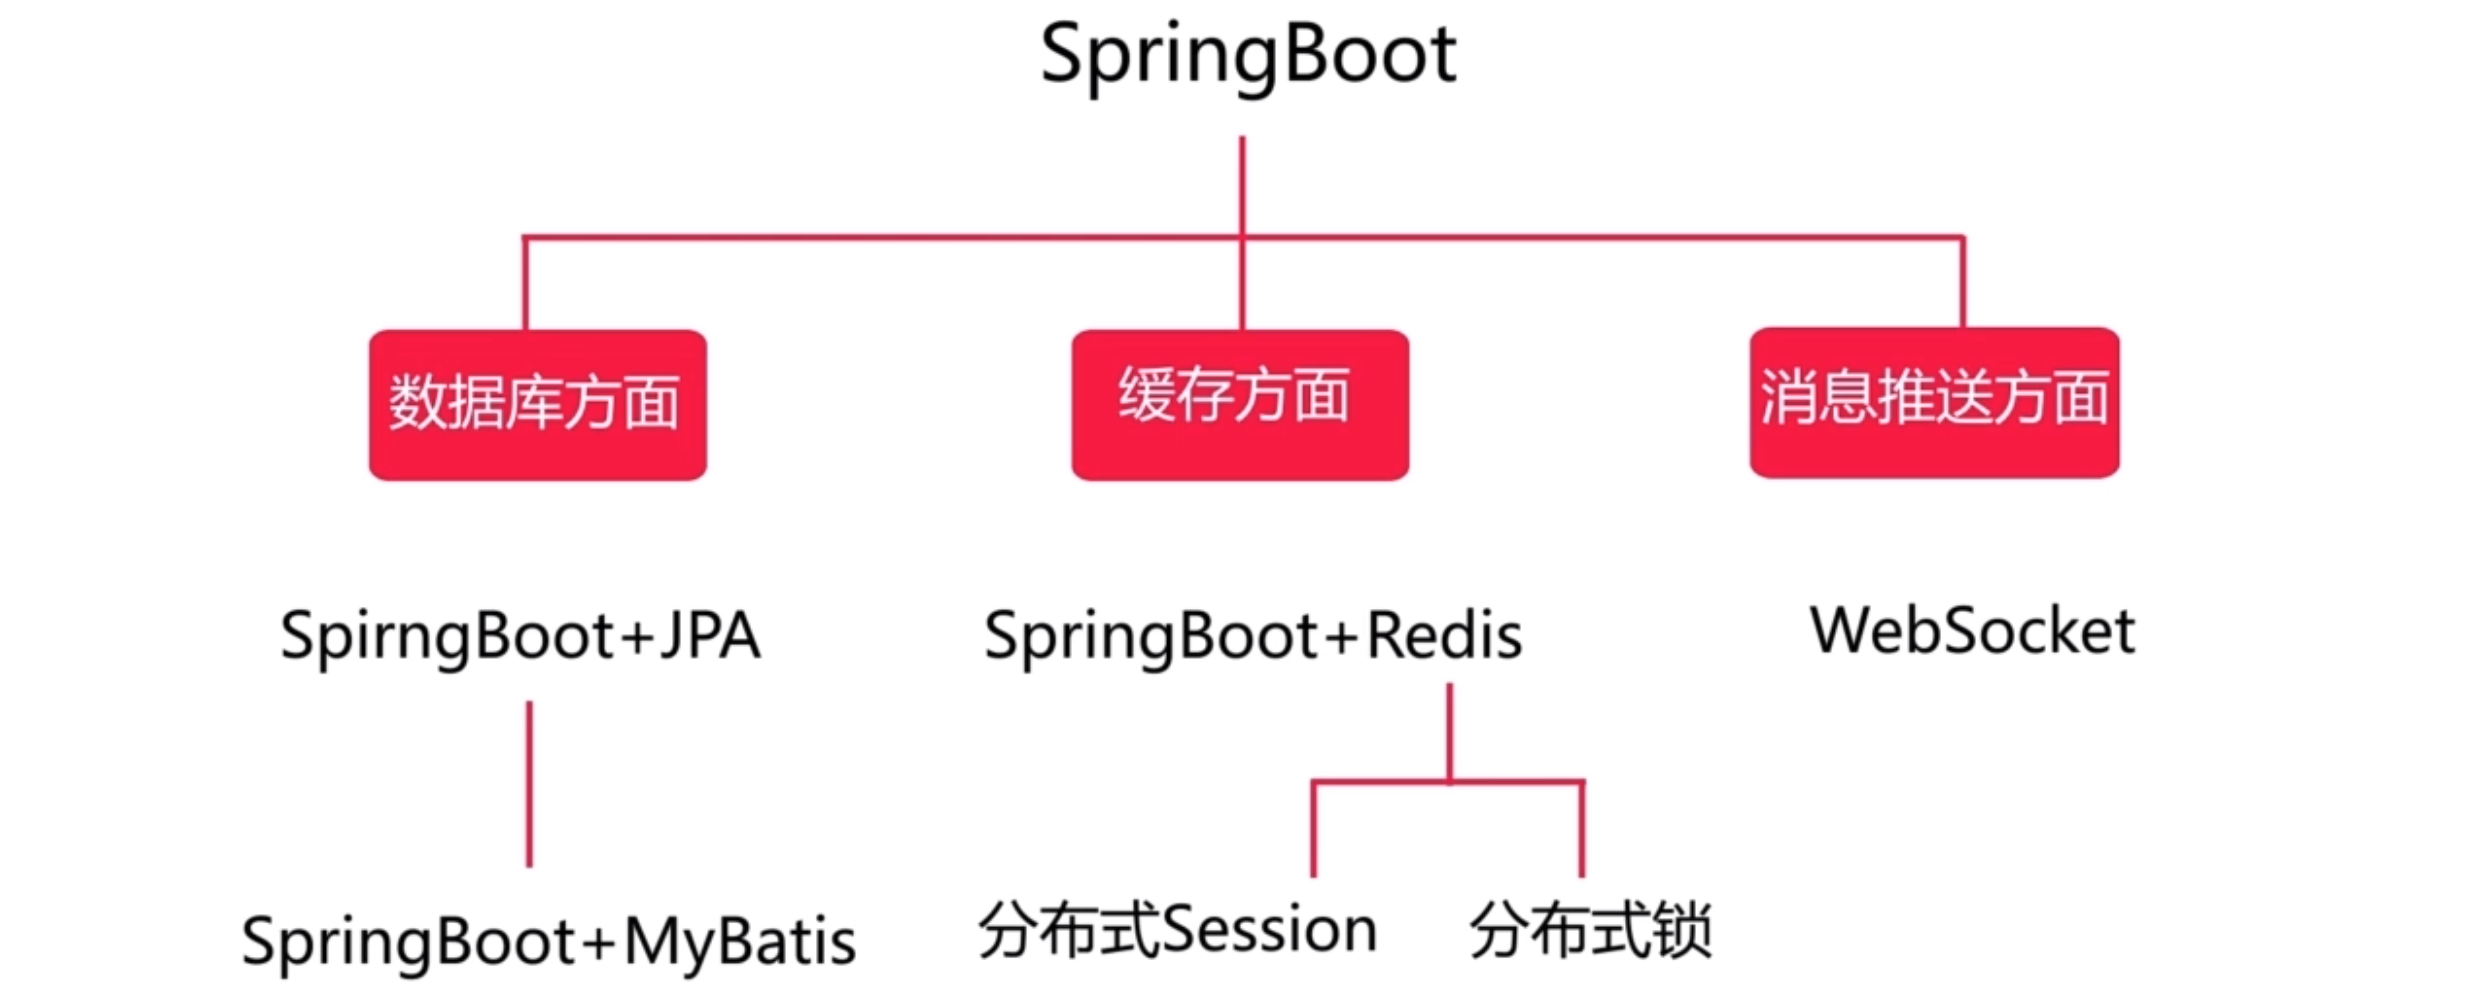 SpringBoot
数据库方面
缓存方面
消息推送方面
SpirngBoot+JPA
SpringBoot+Redis
WebSocket
SpringBoot+MyBatis
分布式Session
分布式锁